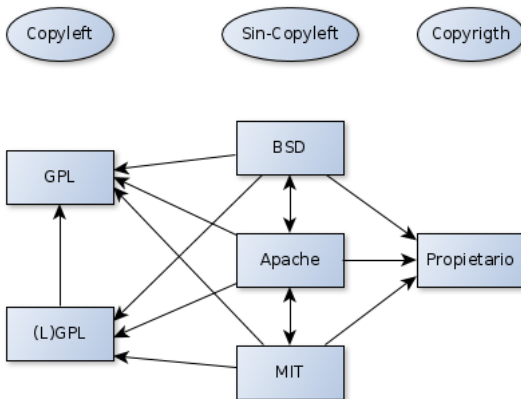 Copyleft
Sin-Copyleft
Copyrigth
BSD
GPL
Apache
Propietario
(L)GPL
MIT